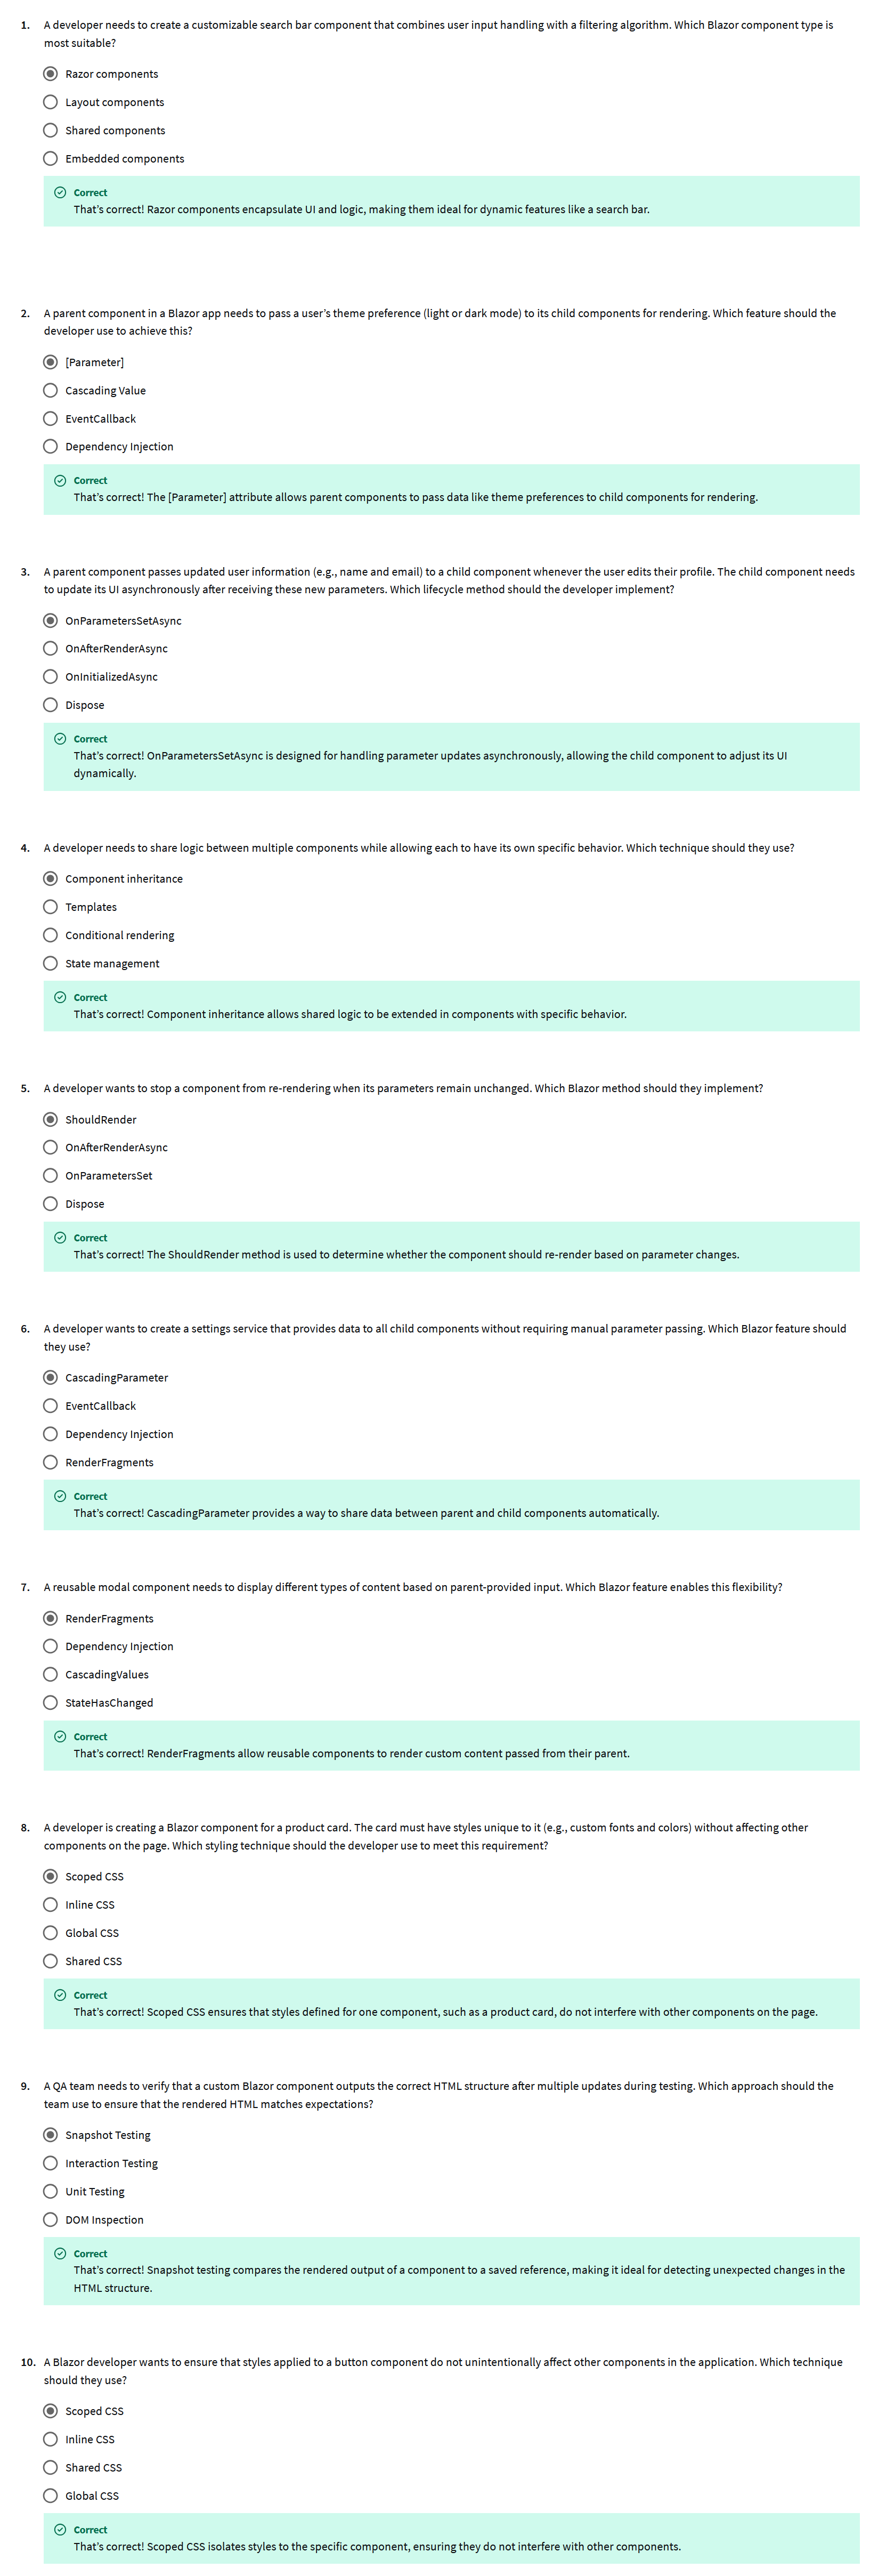 1. A developer needs to create a customizable search bar component that combines user input handling with a filtering algorithm. Which Blazor component type is
most suitable?
Razor components
Layout components
Shared components
Embedded components
Correct
That's correct! Razor components encapsulate UI and logic, making them ideal for dynamic features like a search bar.
2. A parent component in a Blazor app needs to pass a user's theme preference (light or dark mode) to its child components for rendering. Which feature should the
developer use to achieve this?
[Parameter]
Cascading Value
EventCallback
Dependency Injection
Correct
That's correct! The [Parameter] attribute allows parent components to pass data like theme preferences to child components for rendering.
3. A parent component passes updated user information (e.g., name and email) to a child component whenever the user edits their profile. The child component needs
to update its UI asynchronously after receiving these new parameters. Which lifecycle method should the developer implement?
OnParametersSetAsync
OnAfterRenderAsync
OnInitializedAsync
Dispose
Correct
That's correct! OnParametersSetAsync is designed for handling parameter updates asynchronously, allowing the child component to adjust its UI
dynamically.
4. A developer needs to share logic between multiple components while allowing each to have its own specific behavior. Which technique should they use?
Component inheritance
Templates
Conditional rendering
State management
Correct
That's correct! Component inheritance allows shared logic to be extended in components with specific behavior.
5. A developer wants to stop a component from re-rendering when its parameters remain unchanged. Which Blazor method should they implement?
ShouldRender
OnAfterRenderAsync
OnParametersSet
Dispose
Correct
That's correct! The ShouldRender method is used to determine whether the component should re-render based on parameter changes.
6. A developer wants to create a settings service that provides data to all child components without requiring manual parameter passing. Which Blazor feature should
they use?
CascadingParameter
EventCallback
Dependency Injection
RenderFragments
Correct
That's correct! CascadingParameter provides a way to share data between parent and child components automatically.
7. A reusable modal component needs to display different types of content based on parent-provided input. Which Blazor feature enables this flexibility?
RenderFragments
Dependency Injection
CascadingValues
StateHasChanged
Correct
That's correct! RenderFragments allow reusable components to render custom content passed from their parent.
8. A developer is creating a Blazor component for a product card. The card must have styles unique to it (e.g., custom fonts and colors) without affecting other
components on the page. Which styling technique should the developer use to meet this requirement?
Scoped CSS
Inline CSS
Global CSS
Shared CSS
Correct
That's correct! Scoped CSS ensures that styles defined for one component, such as a product card, do not interfere with other components on the page.
9. A QA team needs to verify that a custom Blazor component outputs the correct HTML structure after multiple updates during testing. Which approach should the
team use to ensure that the rendered HTML matches expectations?
Snapshot Testing
Interaction Testing
Unit Testing
DOM Inspection
Correct
That's correct! Snapshot testing compares the rendered output of a component to a saved reference, making it ideal for detecting unexpected changes in the
HTML structure.
10. A Blazor developer wants to ensure that styles applied to a button component do not unintentionally affect other components in the application. Which technique
should they use?
Scoped CSS
Inline CSS
Shared CSS
Global CSS
Correct
That's correct! Scoped CSS isolates styles to the specific component, ensuring they do not interfere with other components.